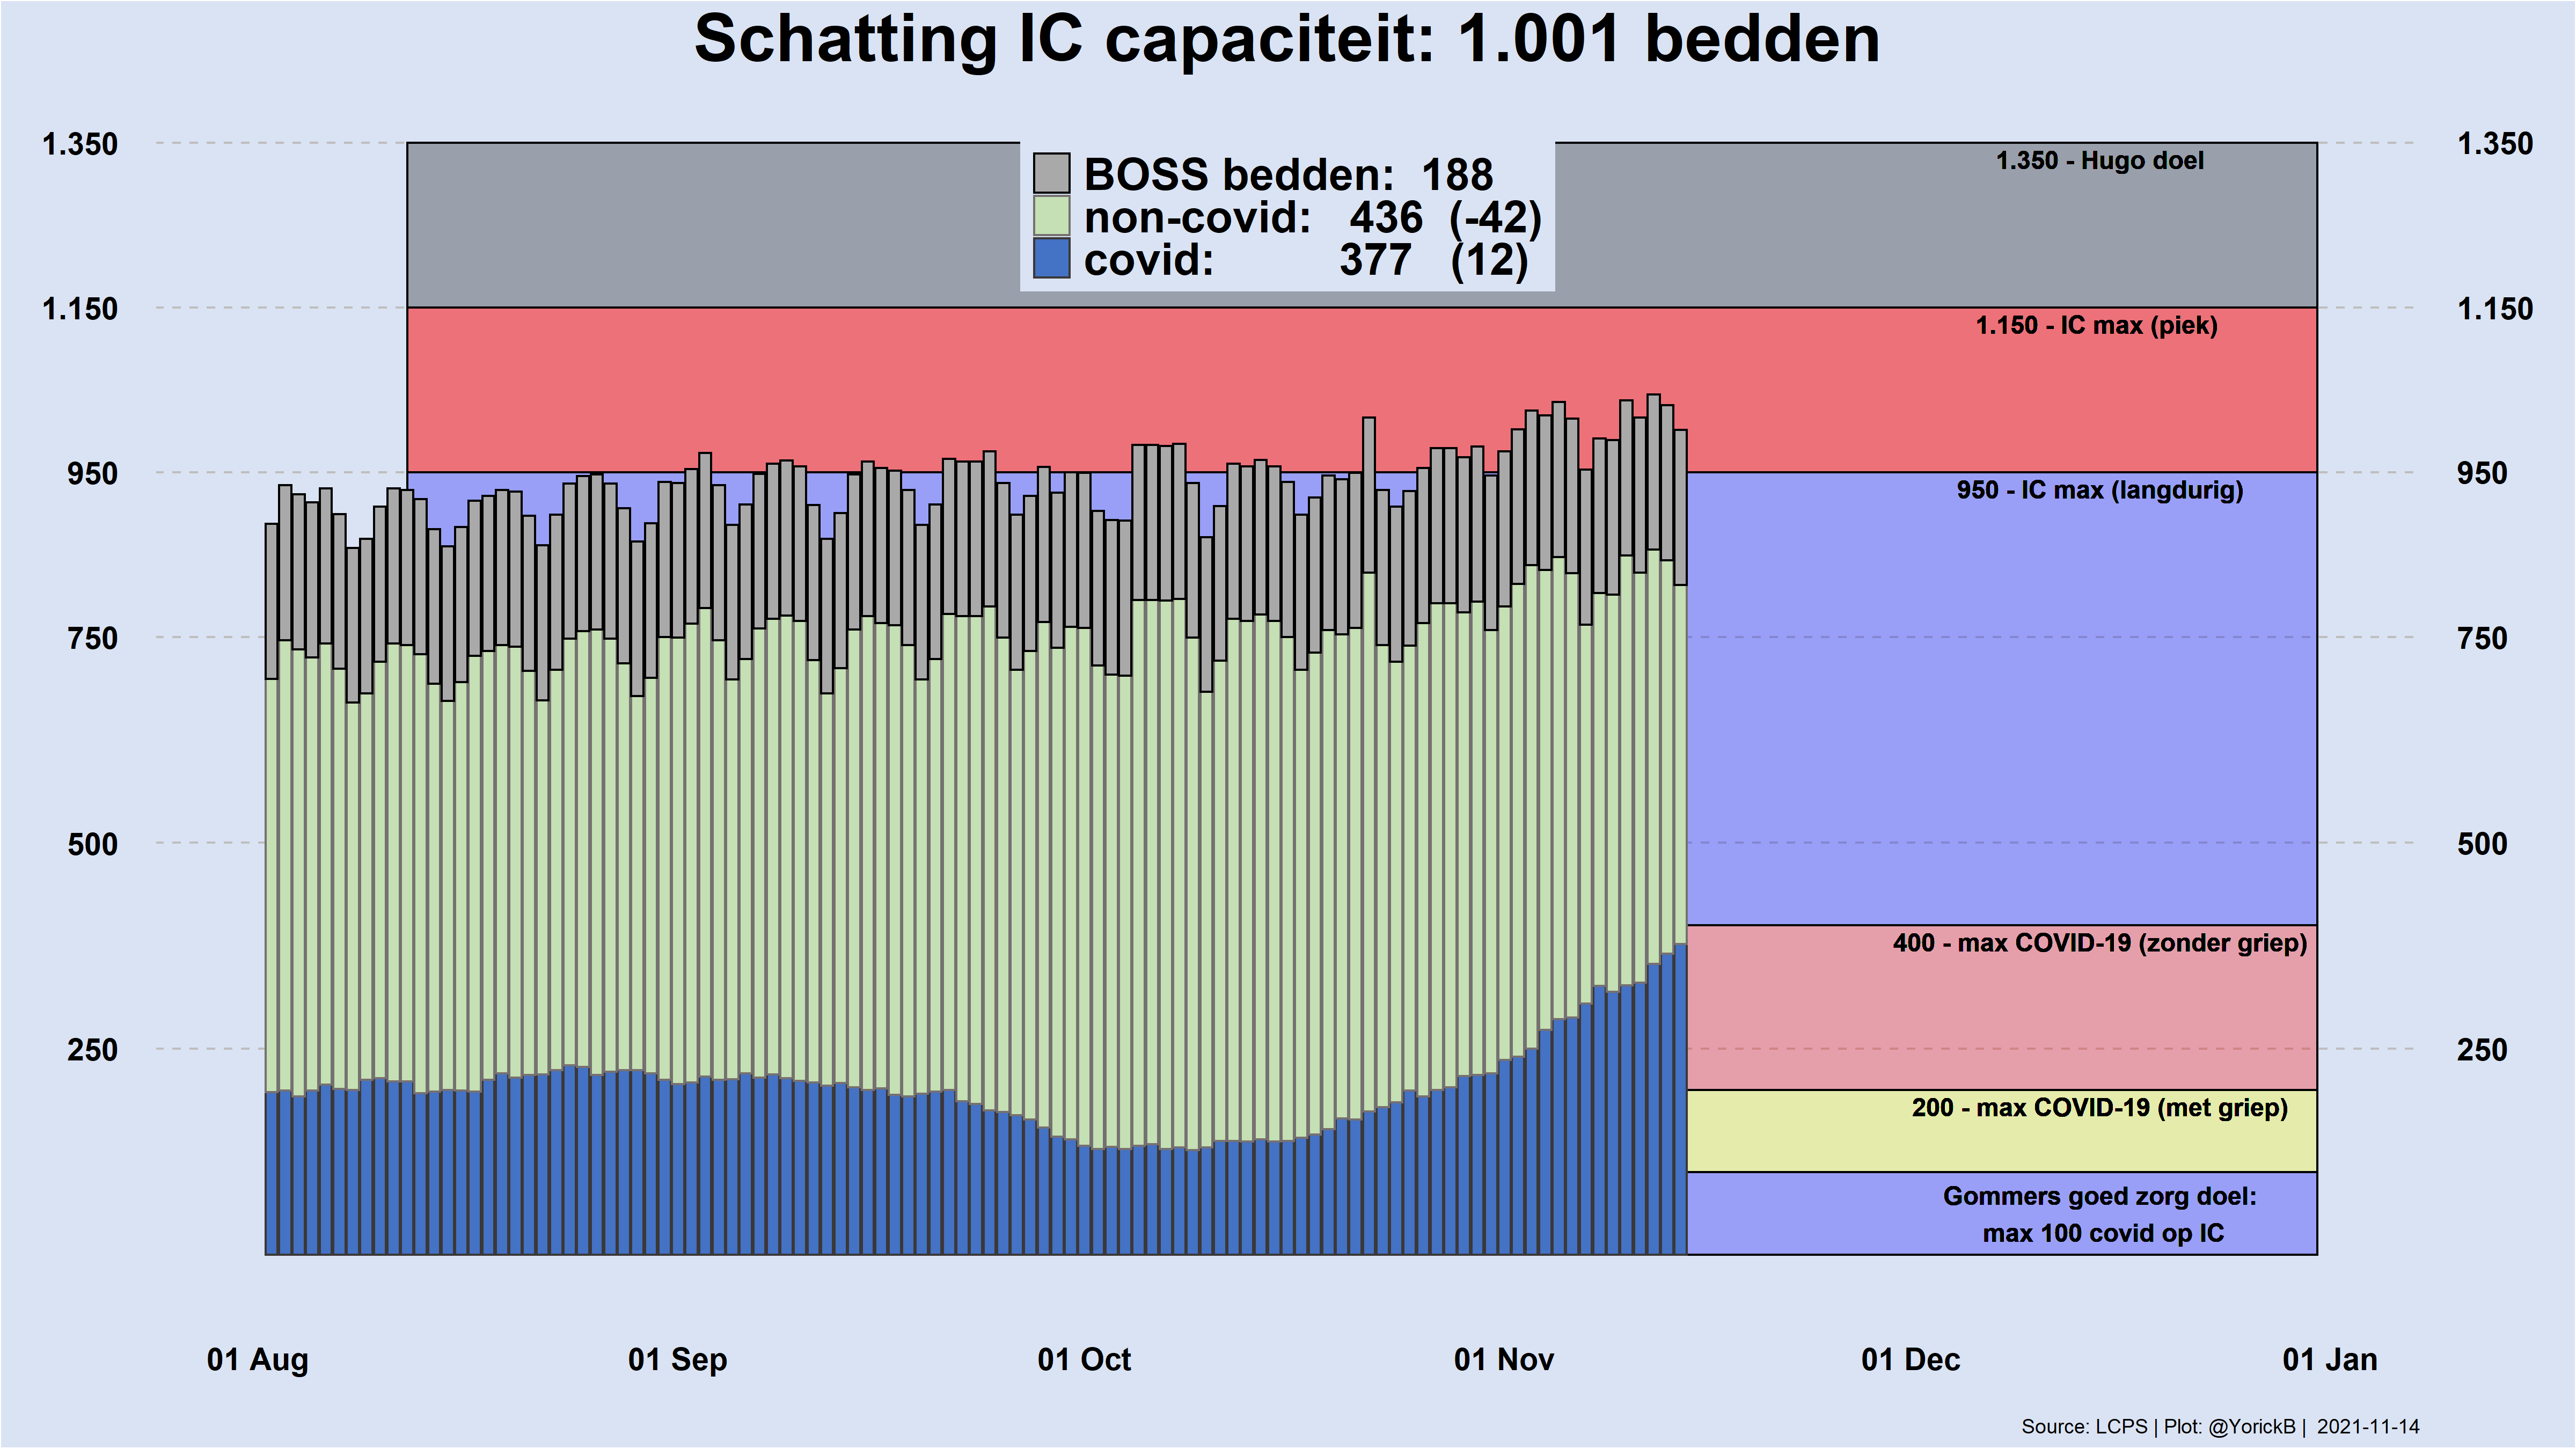 Schatting IC capaciteit: 1.001 bedden
1.350
1.350
1.350 - Hugo doel
BOSS bedden: 188
non-covid: 436 (-42)
covid: 377 (12)
1.150
1.150
1.150 - IC max (piek)
950
950
950 - IC max (langdurig)
750
750
500
500
400 - max COVID-19 (zonder griep)
250
250
200 - max COVID-19 (met griep)
Gommers goed zorg doel:
max 100 covid op IC
01 Aug
01 Sep
01 Oct
01 Nov
01 Dec
01 Jan
Source: LCPS | Plot: @YorickB | 2021-11-14